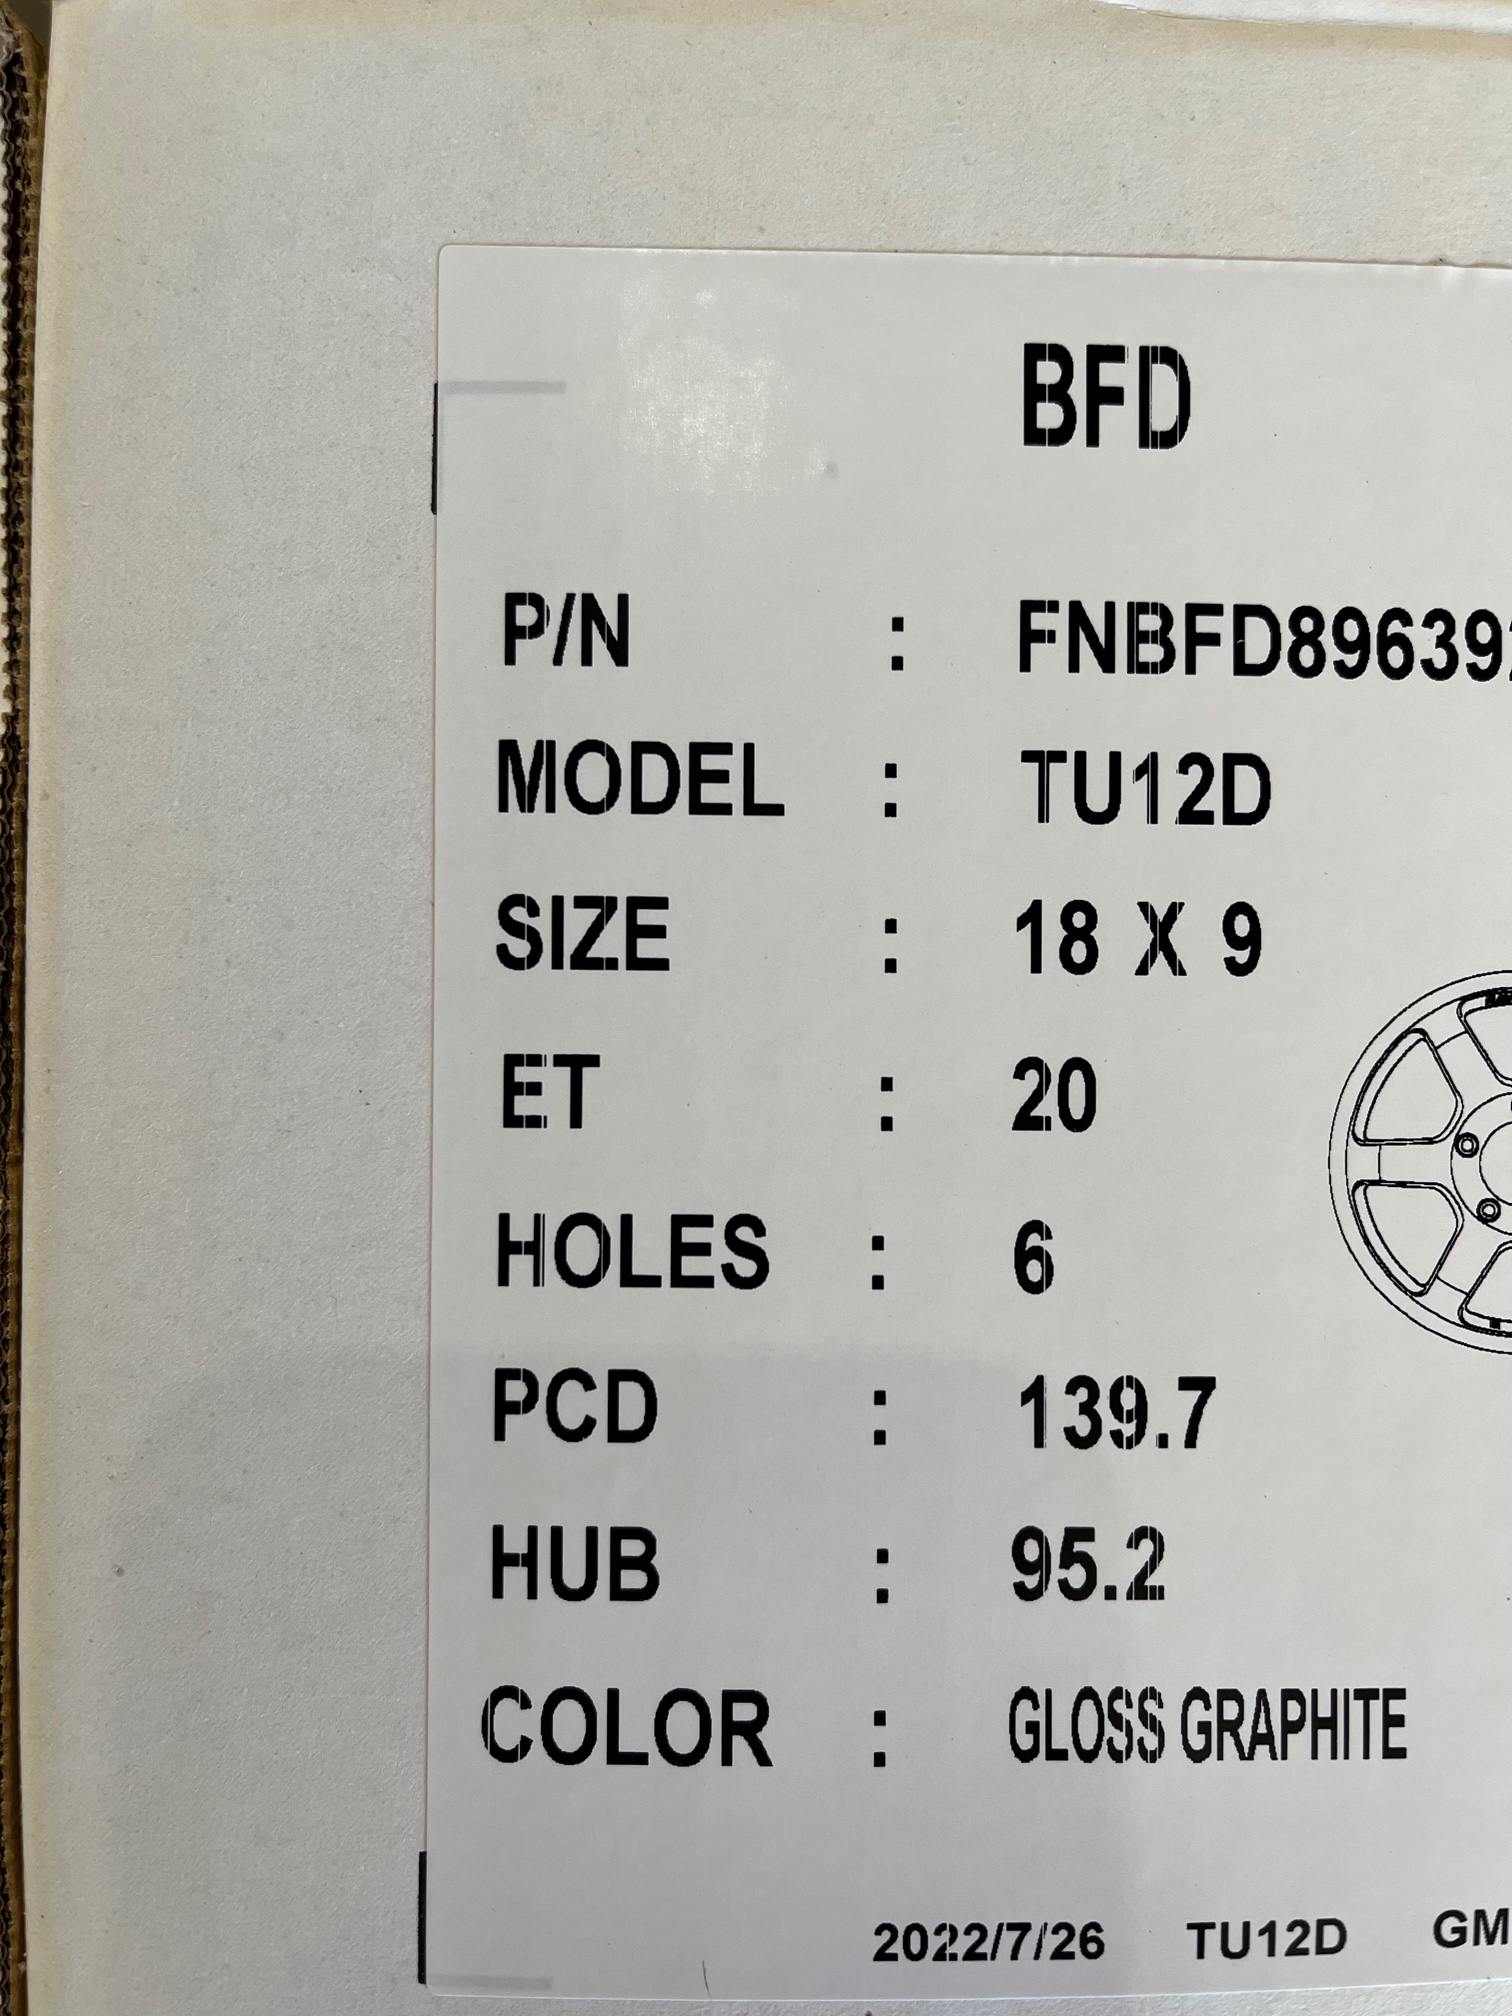 BFD
P/N : FNBFD89639
MODEL : TU12D
SIZE : 18 X 9
ET : 20
HOLES : 6
PCD : 139.7
HUB : 95.2
COLOR : GLOSS GRAPHITE
2022/7/26 TU12D GM